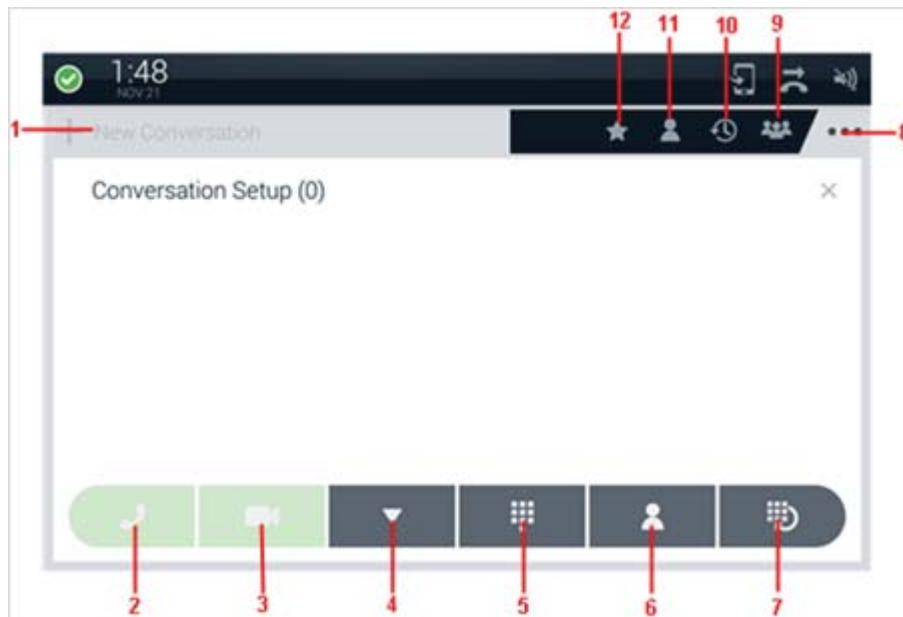 12 11 10 9
1:48
NOV 21
1 New Conversation 8
Conversation Setup (0)
2 3 4 5 6 7